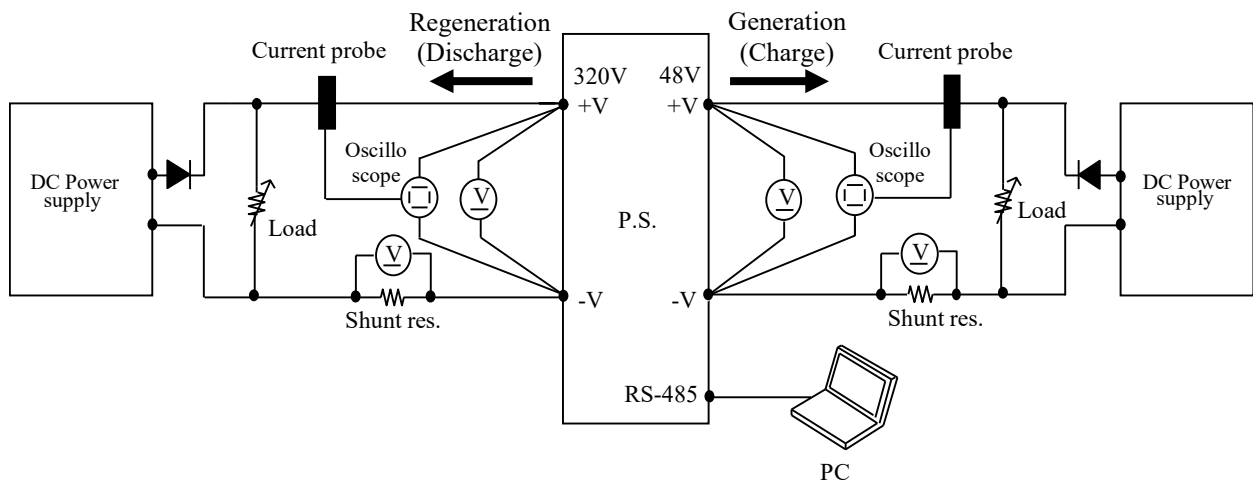 Regeneration
(Discharge)
Generation
(Charge)
Current probe
Current probe
320V
48V
+V
+V
Oscillo
scope
Oscillo
scope
DC Power
supply
V
V
DC Power
supply
Load
P.S.
Load
V
V
-V
-V
Shunt res.
Shunt res.
RS-485
PC